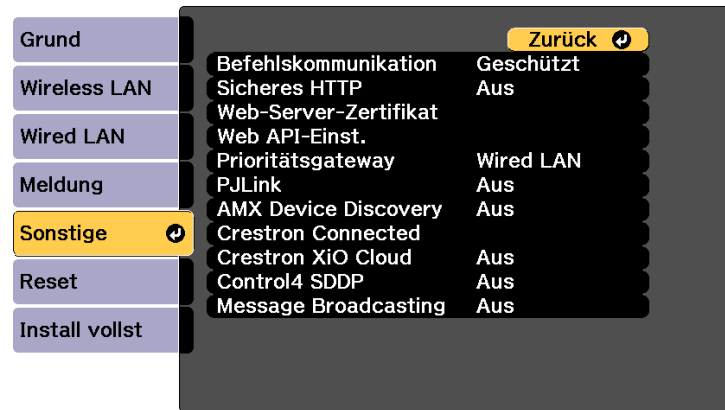 Grund
Wireless LAN
Wired LAN
Meldung
Sonstige
Reset
Install vollst
Zurück
Befehlskommunikation Geschützt
Sicheres HTTP Aus
Web-Server-Zertifikat
Web API-Einst.
Prioritätsgateway Wired LAN
PJLink Aus
AMX Device Discovery Aus
Crestron Connected
Crestron XiO Cloud Aus
Control4 SDDP Aus
Message Broadcasting Aus